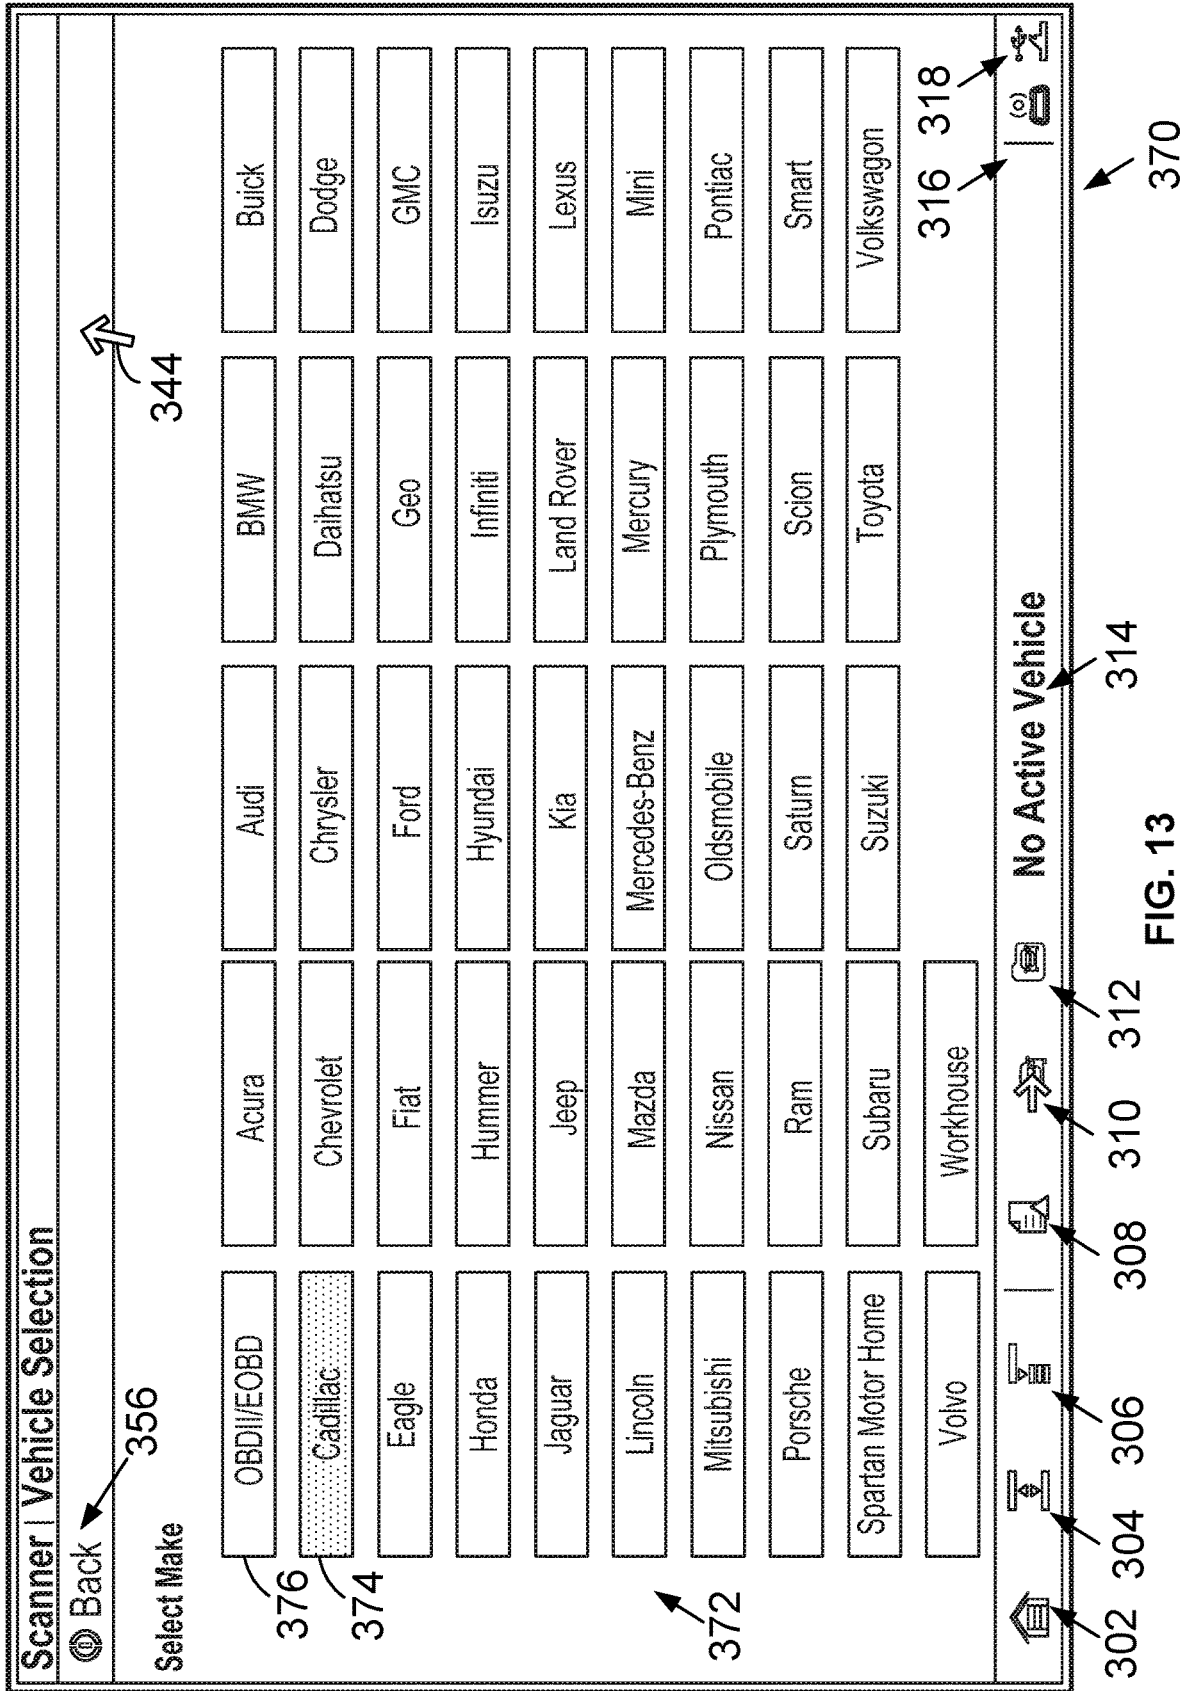 Scanner | Vehicle Selection
Back
356
344
Select Make
OBDII/EOBD Acura Audi BMW Buick
376
Cadillac Chevrolet Chrysler Daihatsu Dodge
374
Eagle Fiat Ford Geo GMC
Honda Hummer Hyundai Infiniti Isuzu
Jaguar Jeep Kia Land Rover Lexus
Lincoln Mazda Mercedes-Benz Mercury Mini
372
Mitsubishi Nissan Oldsmobile Plymouth Pontiac
Porsche Ram Saturn Scion Smart
Spartan Motor Home Subaru Suzuki Toyota Volkswagon
Volvo Workhouse
316 318
No Active Vehicle
302 304 306 308 310 312 314
370
FIG. 13